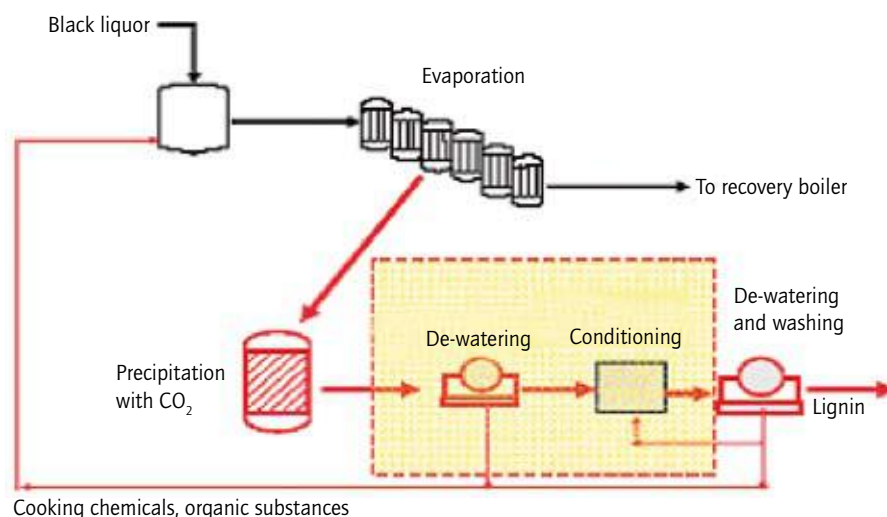 Black liquor
Evaporation
To recovery boiler
De-watering
and washing
De-watering
Conditioning
Precipitation
with CO₂
Lignin
Cooking chemicals, organic substances